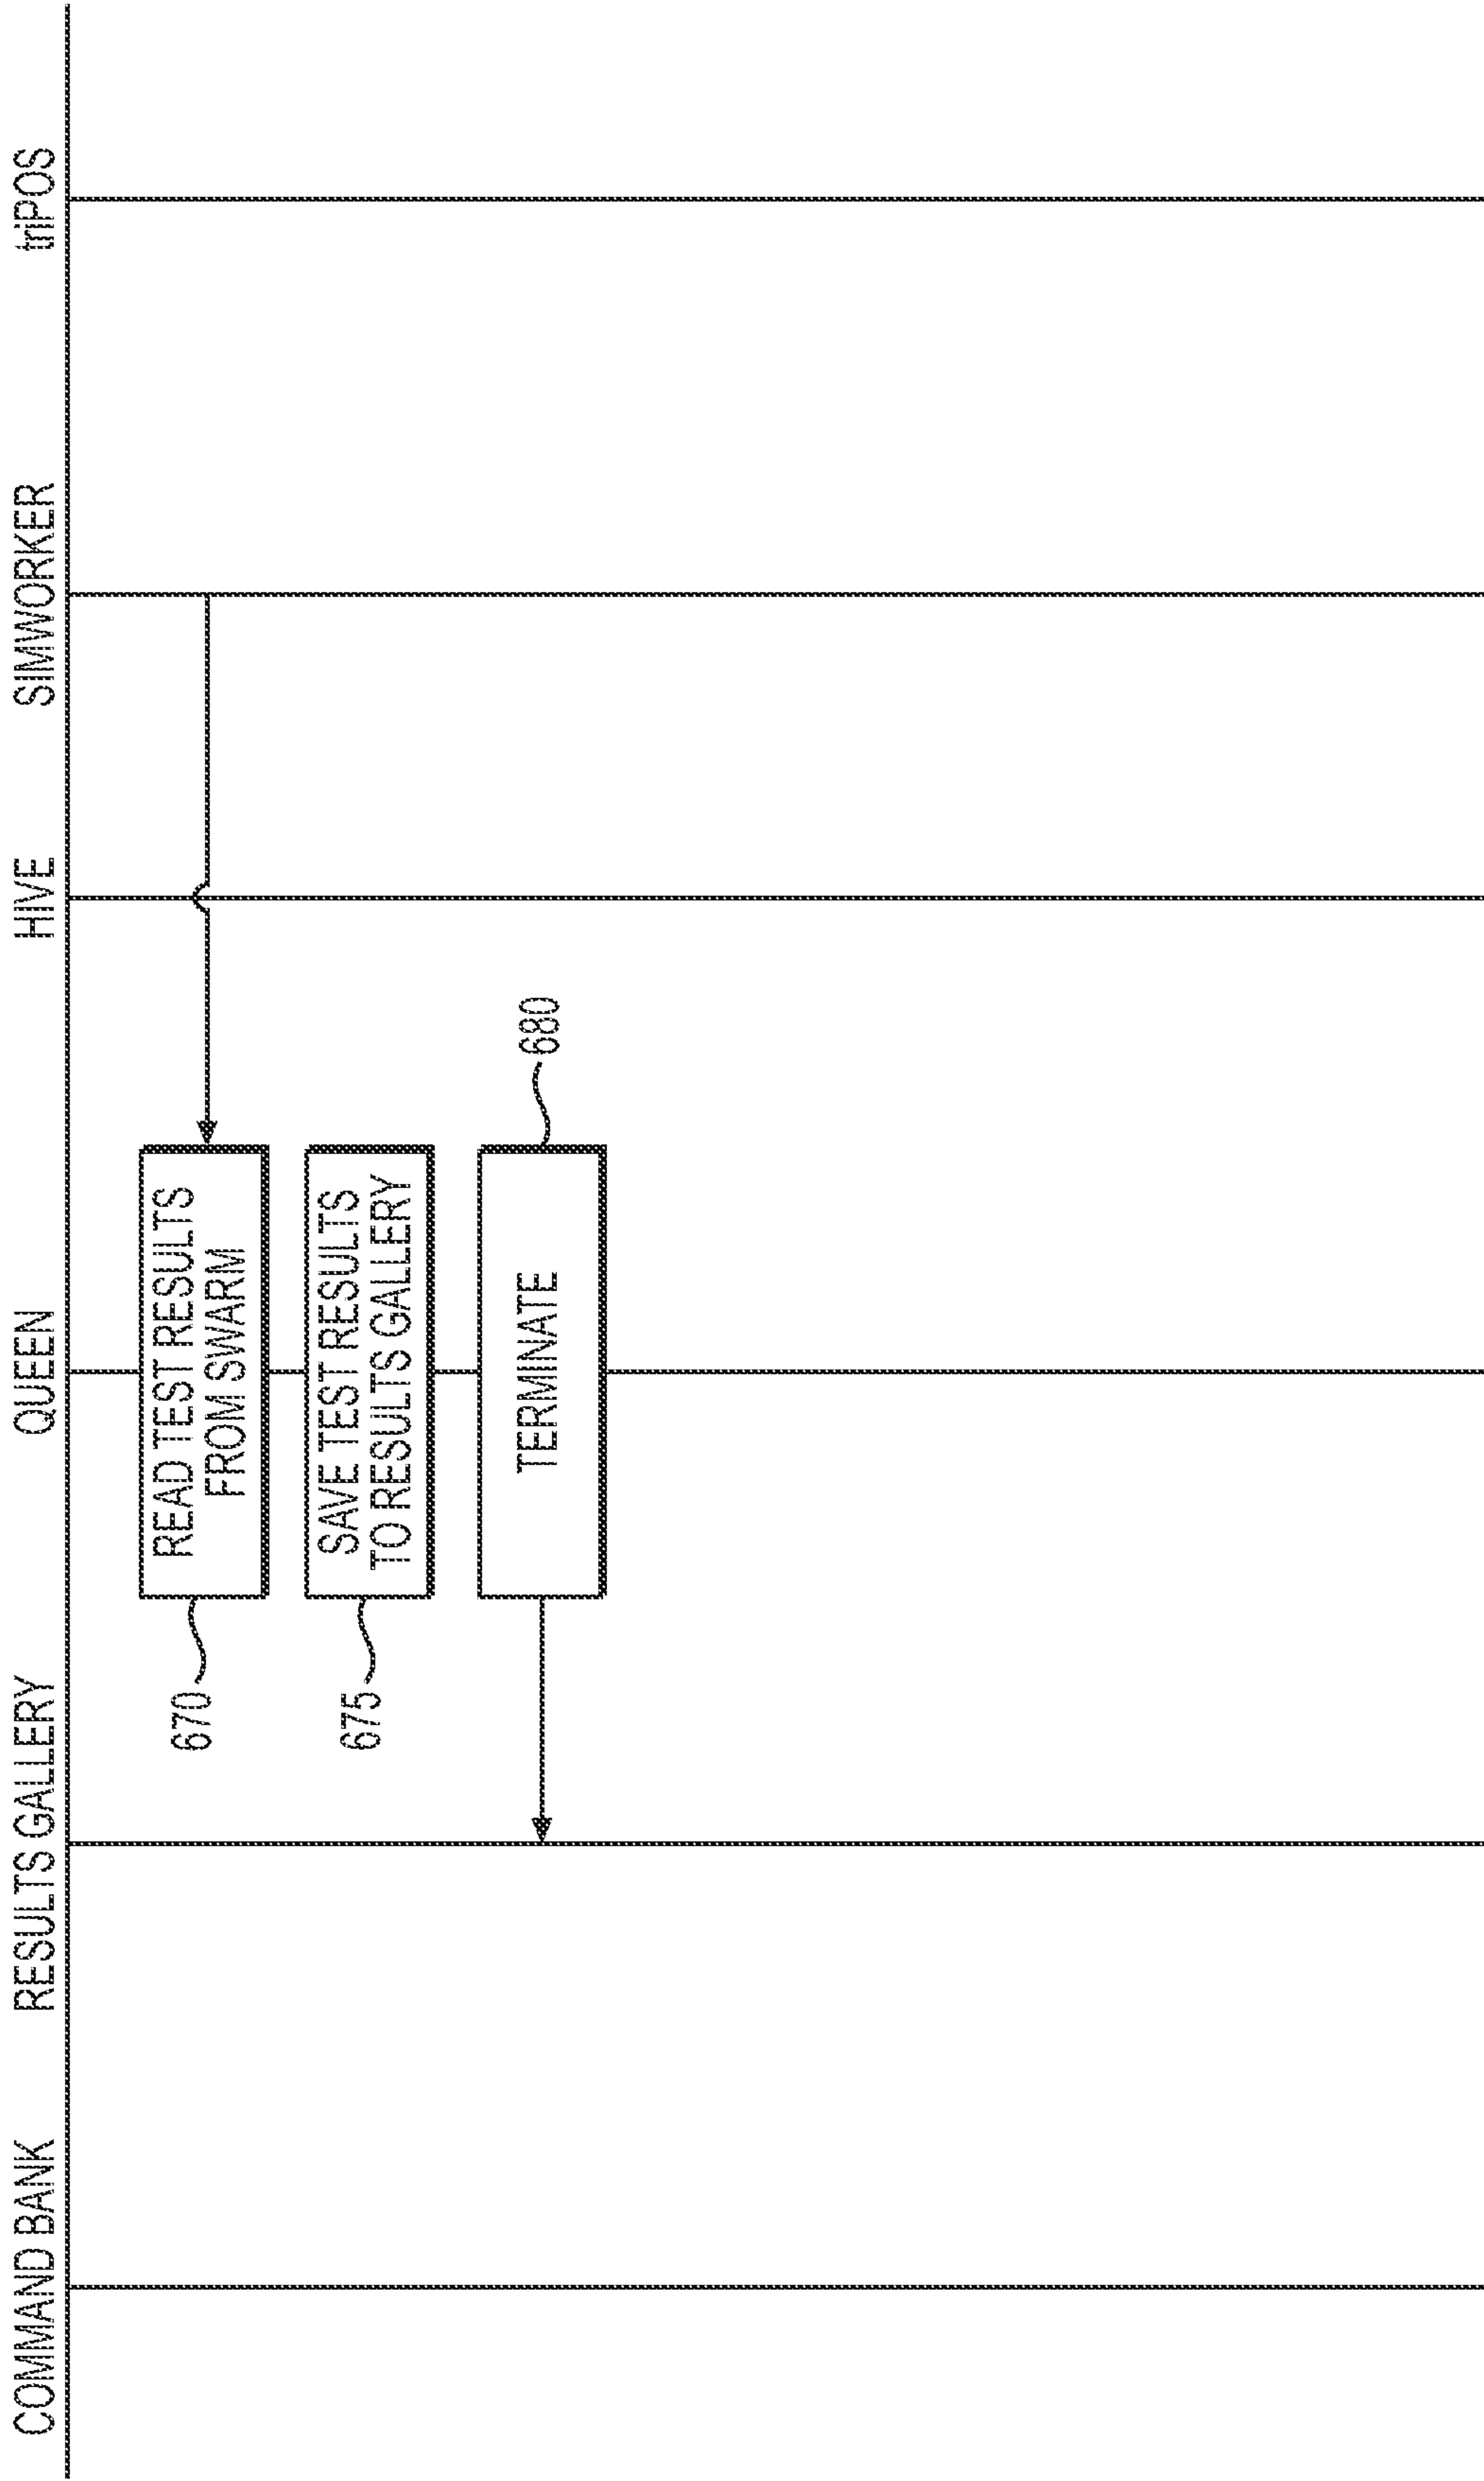 COMMAND BANK
RESULTS GALLERY
QUEEN
HIVE
SIMWORKER
triPOS
670
READ TEST RESULTS
FROM SWARM
675
SAVE TEST RESULTS
TO RESULTS GALLERY
TERMINATE
680